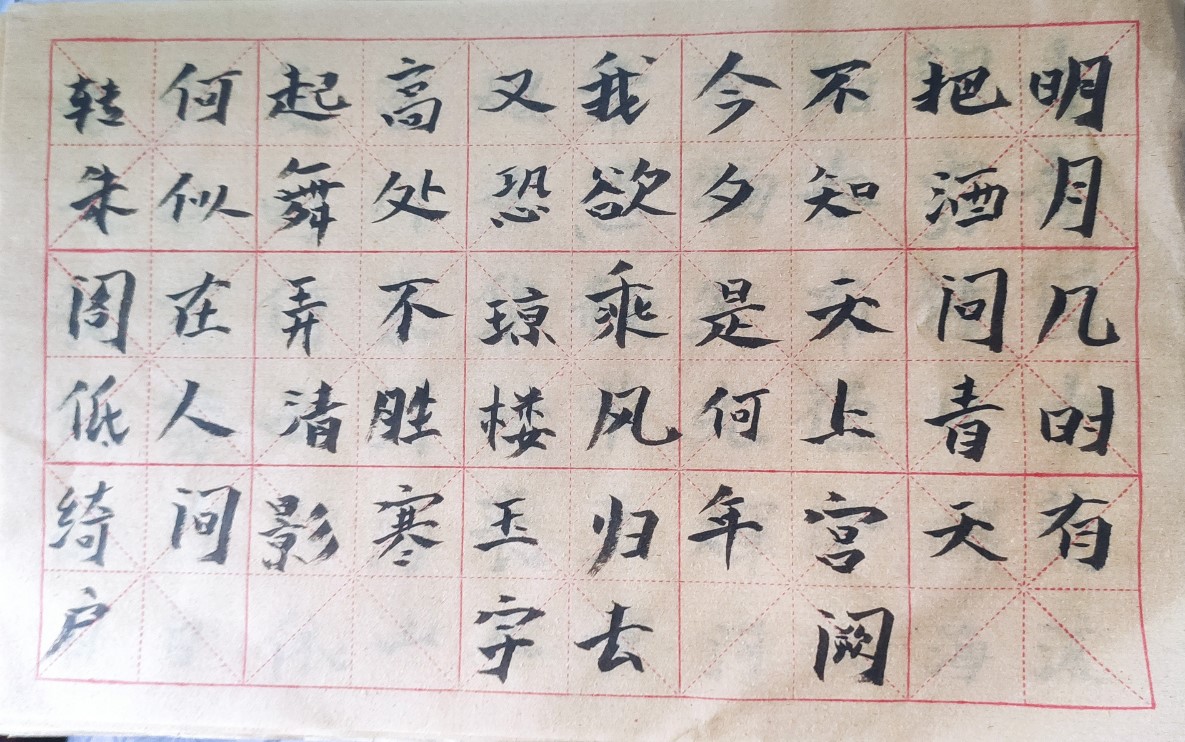 明月几时有
把酒问青天
不知天上宫阙
今夕是何年
我欲乘风归去
又恐琼楼玉宇
高处不胜寒
起舞弄清影
何似在人间
转朱阁低绮户